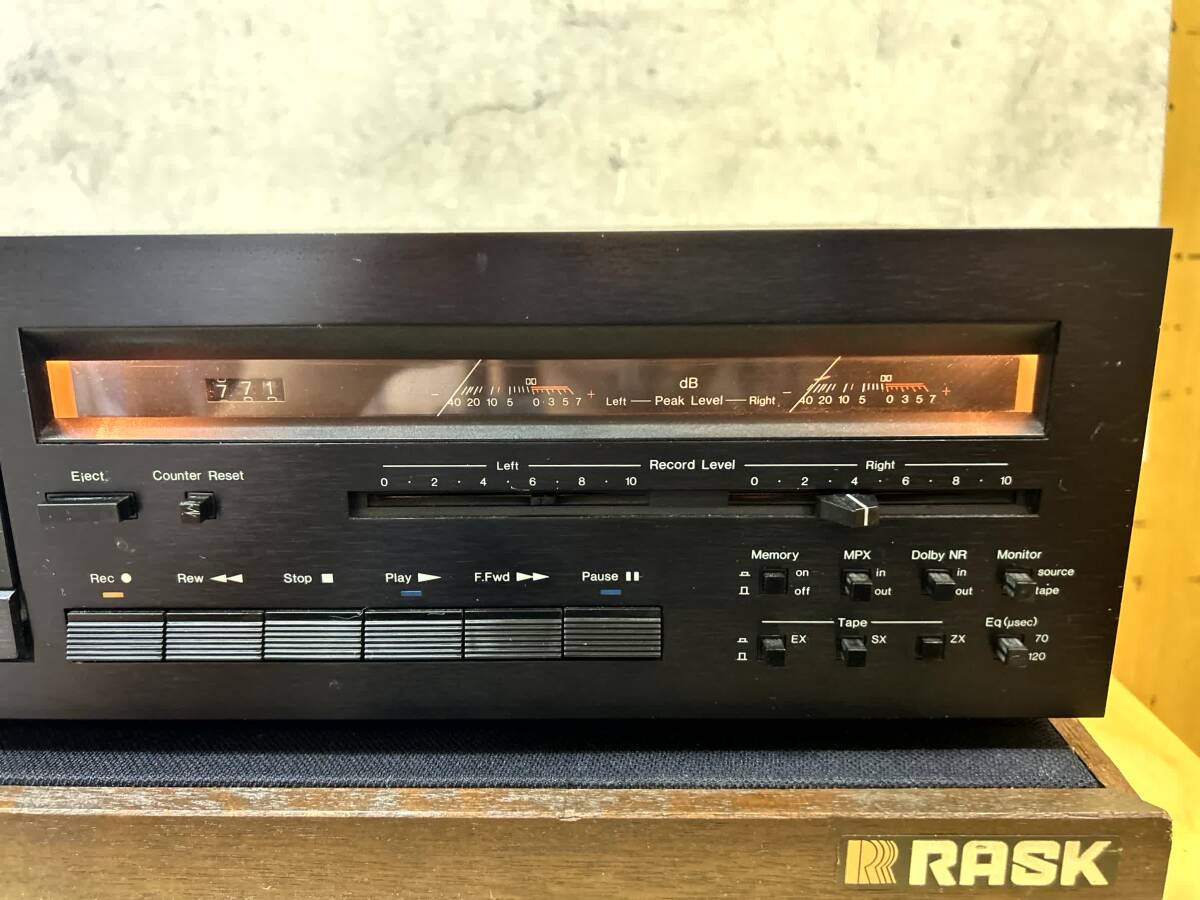 771
40 20 10 5 0 · 3 5 7 +
dB
Left — Peak Level — Right
40 20 10 5 0 3 5 7 +
Eject
Counter Reset
Left Record Level Right
0 · 2 · 4 · 6 · 8 · 10
0 · 2 · 4 · 6 · 8 · 10
Memory
on
off
MPX
in
out
Dolby NR
in
out
Monitor
source
tape
Rec ●
Rew ◀◀
Stop ■
Play ▶
F.Fwd ▶▶
Pause ▮▮
Tape
EX
SX
ZX
Eq (μsec)
70
120
RASK